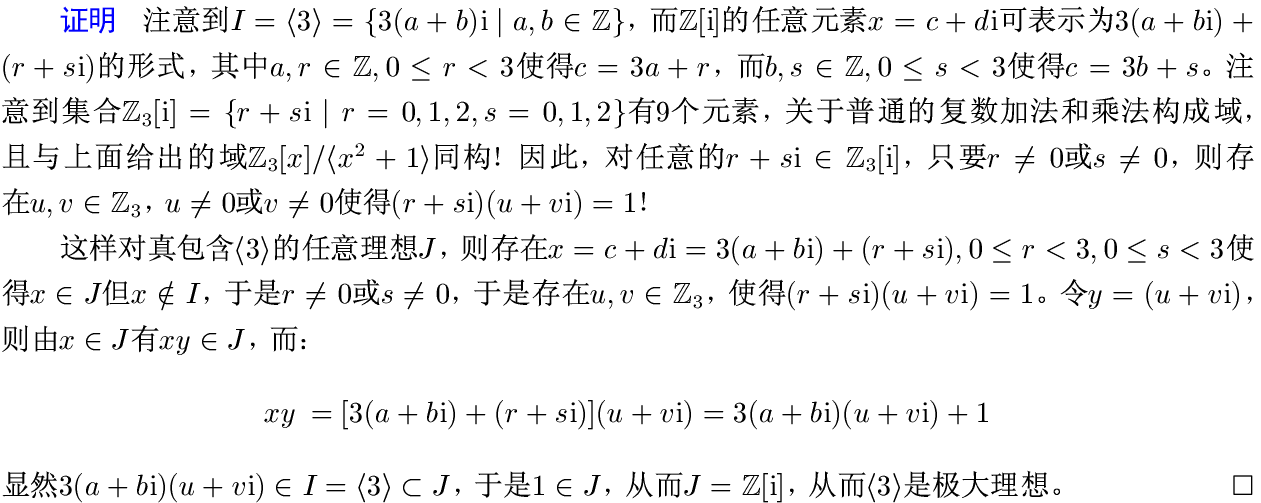 证明 注意到I = ⟨3⟩ = {3(a + b)i | a, b ∈ ℤ}，而ℤ[i]的任意元素x = c + di可表示为3(a + bi) +
(r + si)的形式，其中a, r ∈ ℤ, 0 ≤ r < 3使得c = 3a + r，而b, s ∈ ℤ, 0 ≤ s < 3使得c = 3b + s。注
意到集合ℤ₃[i] = {r + si | r = 0, 1, 2, s = 0, 1, 2}有9个元素，关于普通的复数加法和乘法构成域，
且与上面给出的域ℤ₃[x]/⟨x² + 1⟩同构！因此，对任意的r + si ∈ ℤ₃[i]，只要r ≠ 0或s ≠ 0，则存
在u, v ∈ ℤ₃，u ≠ 0或v ≠ 0使得(r + si)(u + vi) = 1！
这样对真包含⟨3⟩的任意理想J，则存在x = c + di = 3(a + bi) + (r + si), 0 ≤ r < 3, 0 ≤ s < 3使
得x ∈ J但x ∉ I，于是r ≠ 0或s ≠ 0，于是存在u, v ∈ ℤ₃，使得(r + si)(u + vi) = 1。令y = (u + vi)，
则由x ∈ J有xy ∈ J，而：
xy = [3(a + bi) + (r + si)](u + vi) = 3(a + bi)(u + vi) + 1
显然3(a + bi)(u + vi) ∈ I = ⟨3⟩ ⊂ J，于是1 ∈ J，从而J = ℤ[i]，从而⟨3⟩是极大理想。 □